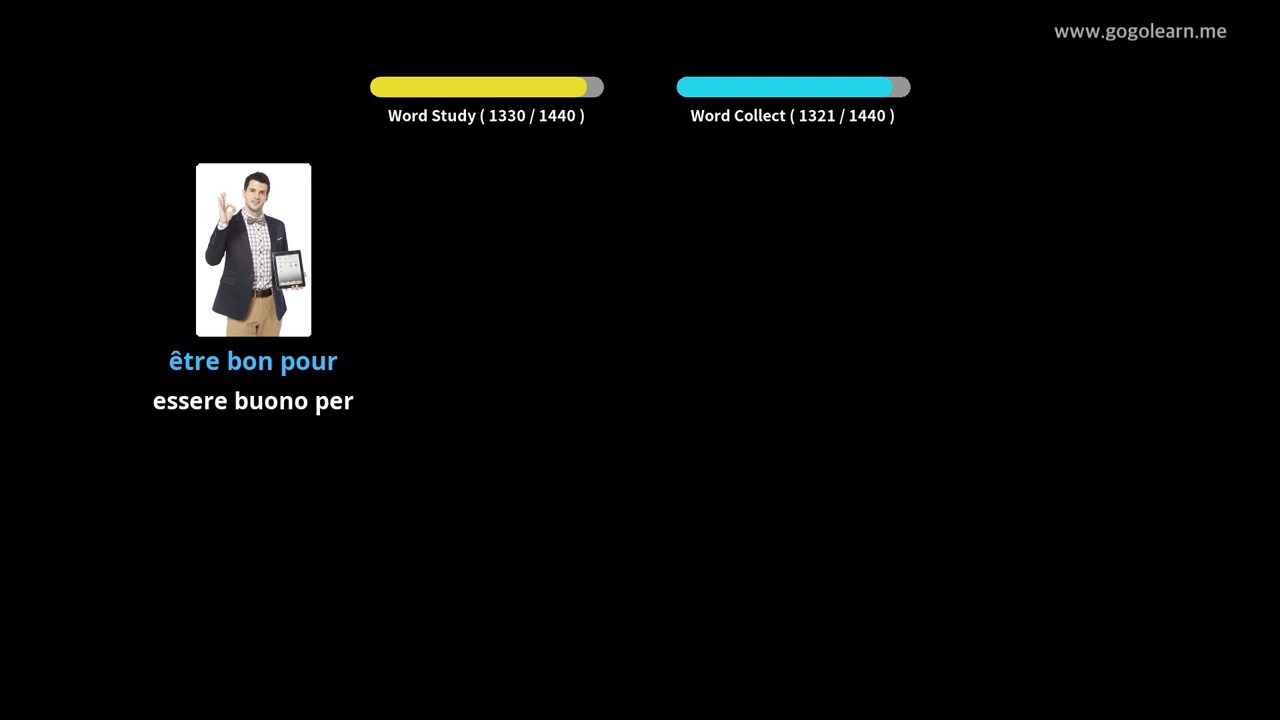 www.gogolearn.me
Word Study ( 1330 / 1440 )
Word Collect ( 1321 / 1440 )
être bon pour
essere buono per